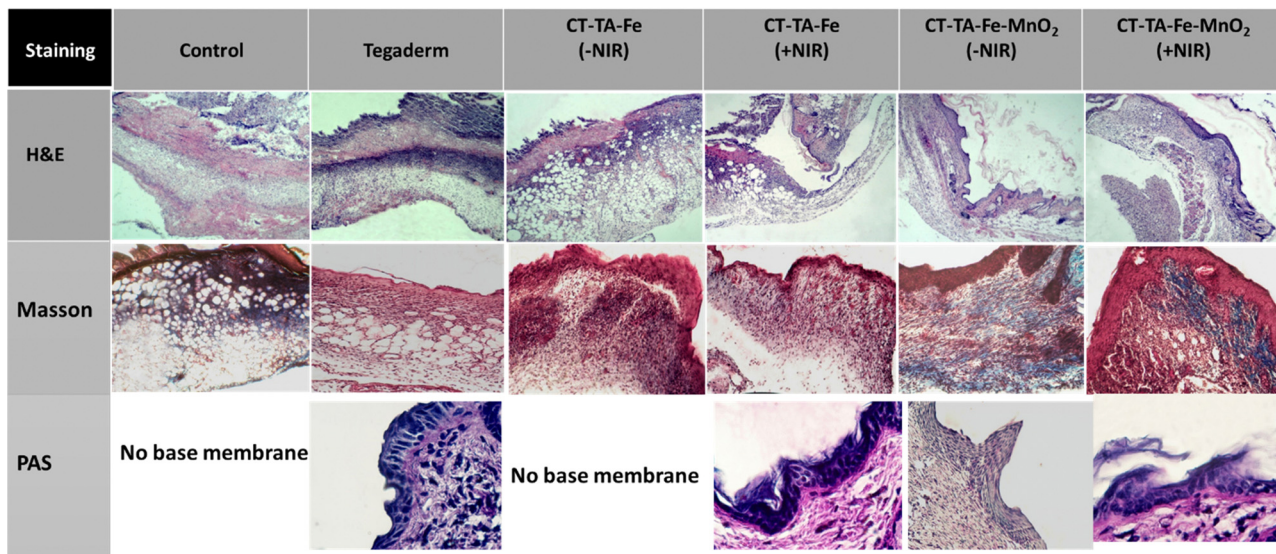 Staining
Control
Tegaderm
CT-TA-Fe
(-NIR)
CT-TA-Fe
(+NIR)
CT-TA-Fe-MnO₂
(-NIR)
CT-TA-Fe-MnO₂
(+NIR)
H&E
Masson
PAS
No base membrane
No base membrane